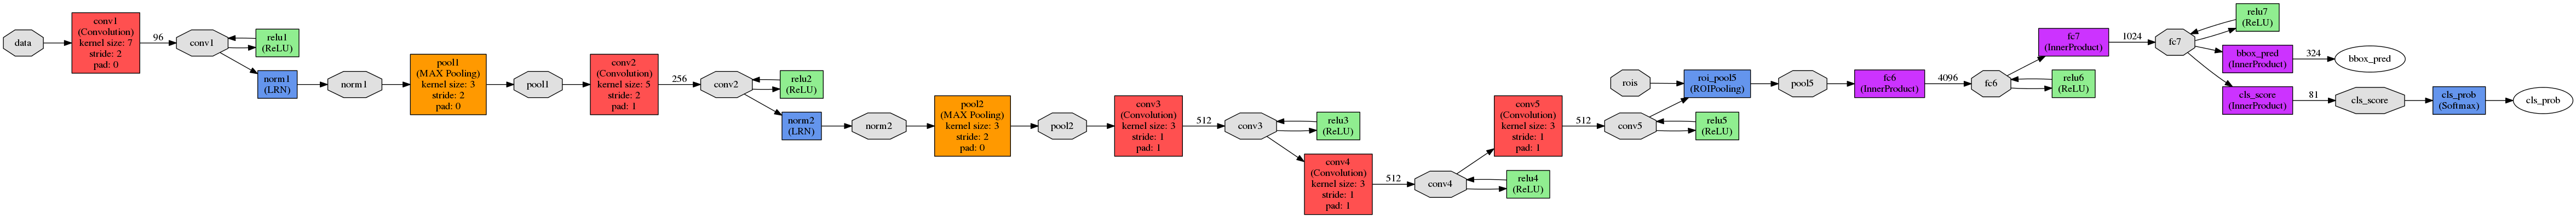 data
conv1
(Convolution)
kernel size: 7
stride: 2
pad: 0
96
conv1
relu1
(ReLU)
norm1
(LRN)
norm1
pool1
(MAX Pooling)
kernel size: 3
stride: 2
pad: 0
pool1
conv2
(Convolution)
kernel size: 5
stride: 2
pad: 1
256
conv2
relu2
(ReLU)
norm2
(LRN)
norm2
pool2
(MAX Pooling)
kernel size: 3
stride: 2
pad: 0
pool2
conv3
(Convolution)
kernel size: 3
stride: 1
pad: 1
512
conv3
relu3
(ReLU)
conv4
(Convolution)
kernel size: 3
stride: 1
pad: 1
512
conv4
relu4
(ReLU)
conv5
(Convolution)
kernel size: 3
stride: 1
pad: 1
512
conv5
relu5
(ReLU)
rois
roi_pool5
(ROIPooling)
pool5
fc6
(InnerProduct)
4096
fc6
relu6
(ReLU)
fc7
(InnerProduct)
1024
fc7
relu7
(ReLU)
bbox_pred
(InnerProduct)
324
bbox_pred
cls_score
(InnerProduct)
81
cls_score
cls_prob
(Softmax)
cls_prob